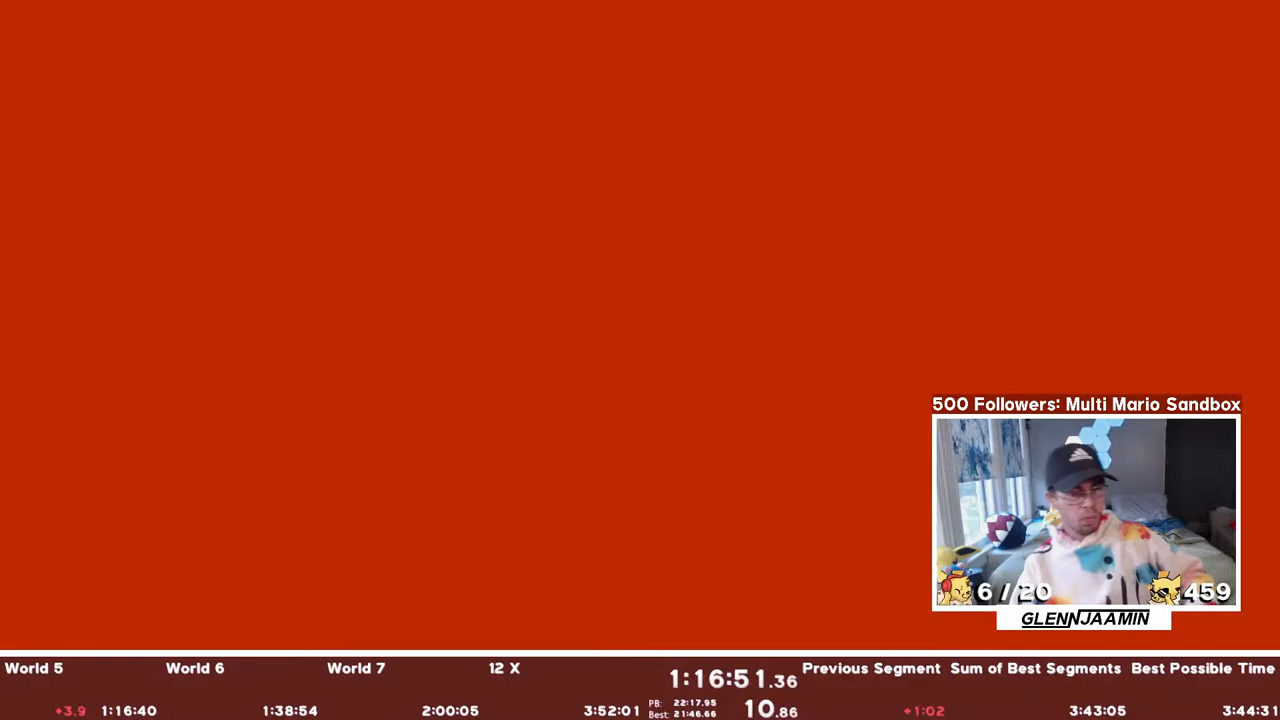 500 Followers: Multi Mario Sandbox
6 / 20
459
GLENNJAAMIN
World 5
World 6
World 7
12 X
1:16:51.36
Previous Segment
Sum of Best Segments
Best Possible Time
+3.9
1:16:40
1:38:54
2:00:05
3:52:01
PB: 22:17.95
Best: 21:46.66
10.86
+1:02
3:43:05
3:44:31